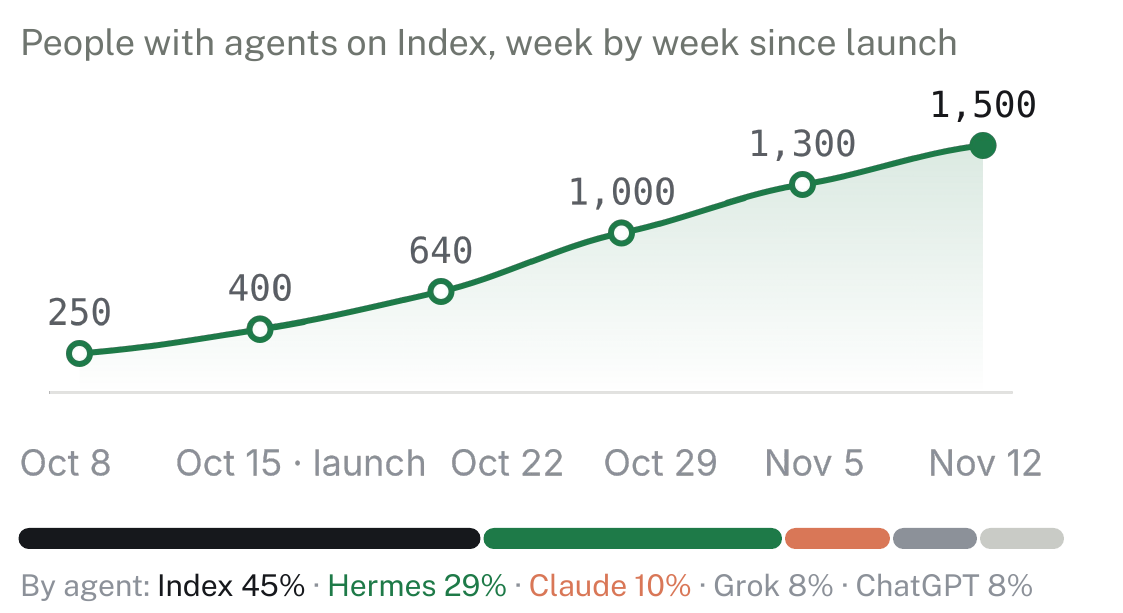 People with agents on Index, week by week since launch
1,500
1,300
1,000
640
400
250
Oct 8 Oct 15 · launch Oct 22 Oct 29 Nov 5 Nov 12
By agent: Index 45% · Hermes 29% · Claude 10% · Grok 8% · ChatGPT 8%